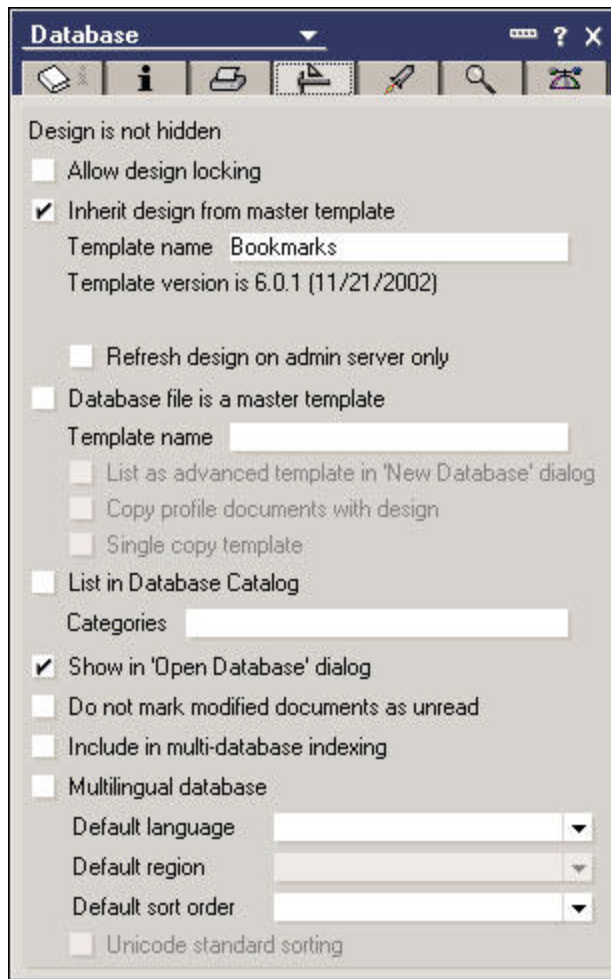 Database
? X
i i
Design is not hidden
Allow design locking
Inherit design from master template
Template name Bookmarks
Template version is 6.0.1 (11/21/2002)
Refresh design on admin server only
Database file is a master template
Template name
List as advanced template in 'New Database' dialog
Copy profile documents with design
Single copy template
List in Database Catalog
Categories
Show in 'Open Database' dialog
Do not mark modified documents as unread
Include in multi-database indexing
Multilingual database
Default language
Default region
Default sort order
Unicode standard sorting